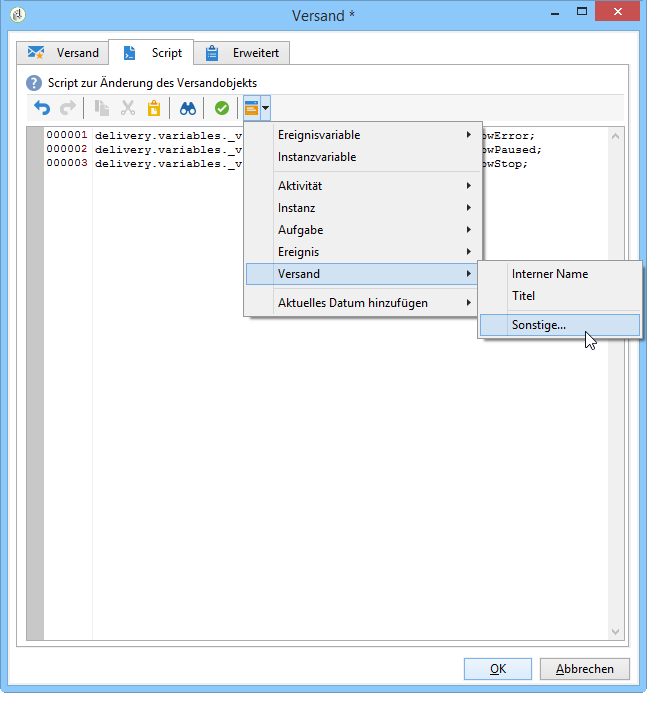 Versand *
Versand Script Erweitert
Script zur Änderung des Versandobjekts
000001 delivery.variables._v owError;
000002 delivery.variables._v owPaused;
000003 delivery.variables._v owStop;
Ereignisvariable
Instanzvariable
Aktivität
Instanz
Aufgabe
Ereignis
Versand
Aktuelles Datum hinzufügen
Interner Name
Titel
Sonstige...
OK Abbrechen